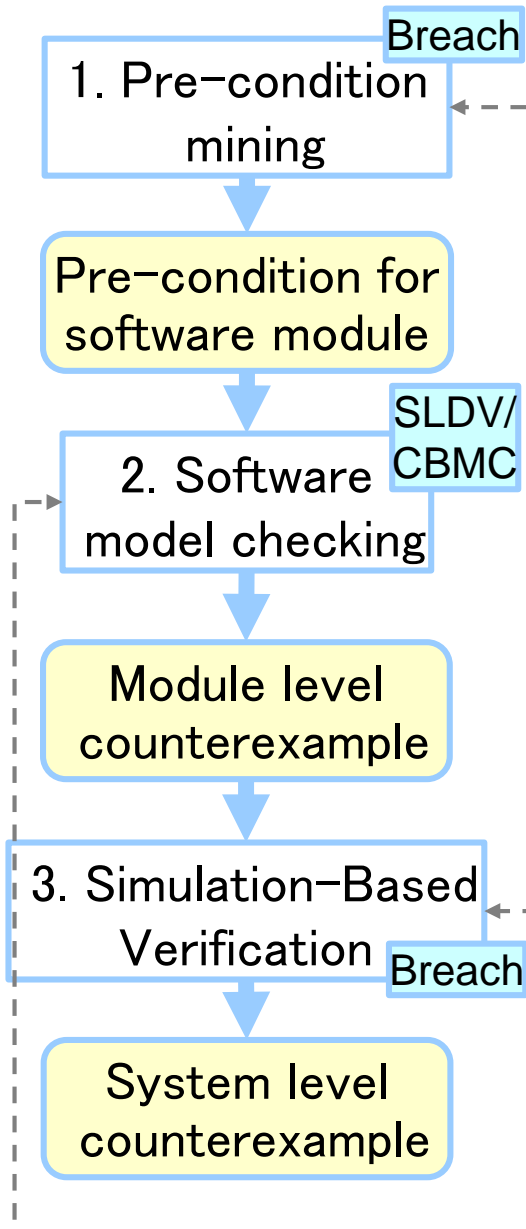 Breach
1. Pre-condition
mining
Pre-condition for
software module
SLDV/
CBMC
2. Software
model checking
Module level
counterexample
3. Simulation-Based
Verification
Breach
System level
counterexample